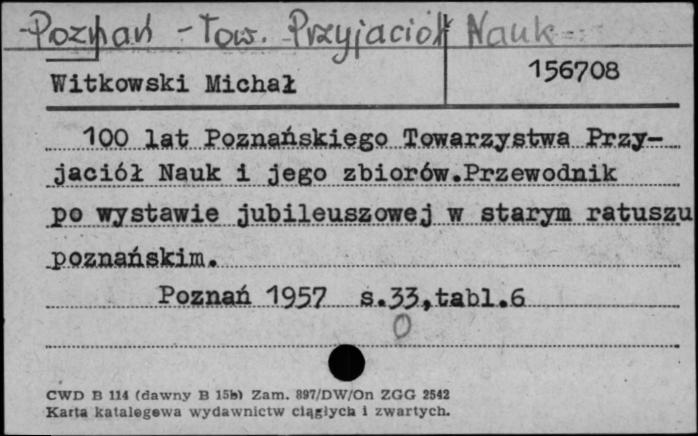 Poznań - Tow. Przyjaciół Nauk
Witkowski Michał
156708
100 lat Poznańskiego Towarzystwa Przy-
jaciół Nauk i jego zbiorów.Przewodnik
po wystawie jubileuszowej w starym ratuszu
poznańskim.
Poznań 1957 s.33,tabl.6
0
CWD B 114 (dawny B 15b) Zam. 897/DW/On ZGG 2542
Karta katalegewa wydawnictw ciągłych i zwartych.